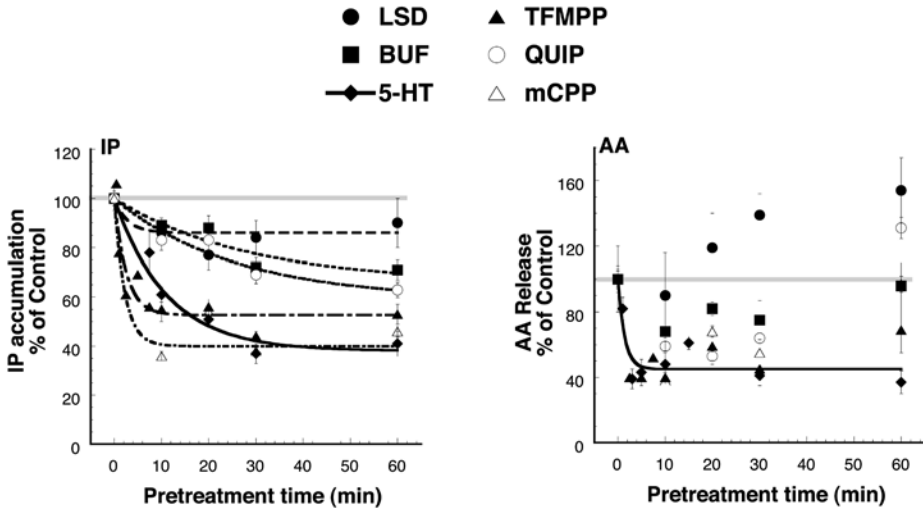 LSD TFMPP
BUF QUIP
5-HT mCPP
IP
120
100
80
60
40
20
0
IP accumulation
% of Control
0 10 20 30 40 50 60
Pretreatment time (min)
AA
160
120
80
40
0
AA Release
% of Control
0 10 20 30 40 50 60
Pretreatment time (min)